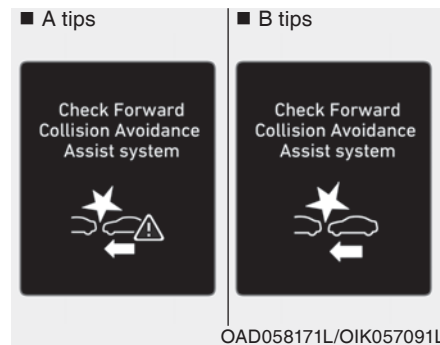 ■ A tips
Check Forward
Collision Avoidance
Assist system
■ B tips
Check Forward
Collision Avoidance
Assist system
OAD058171L/OIK057091L